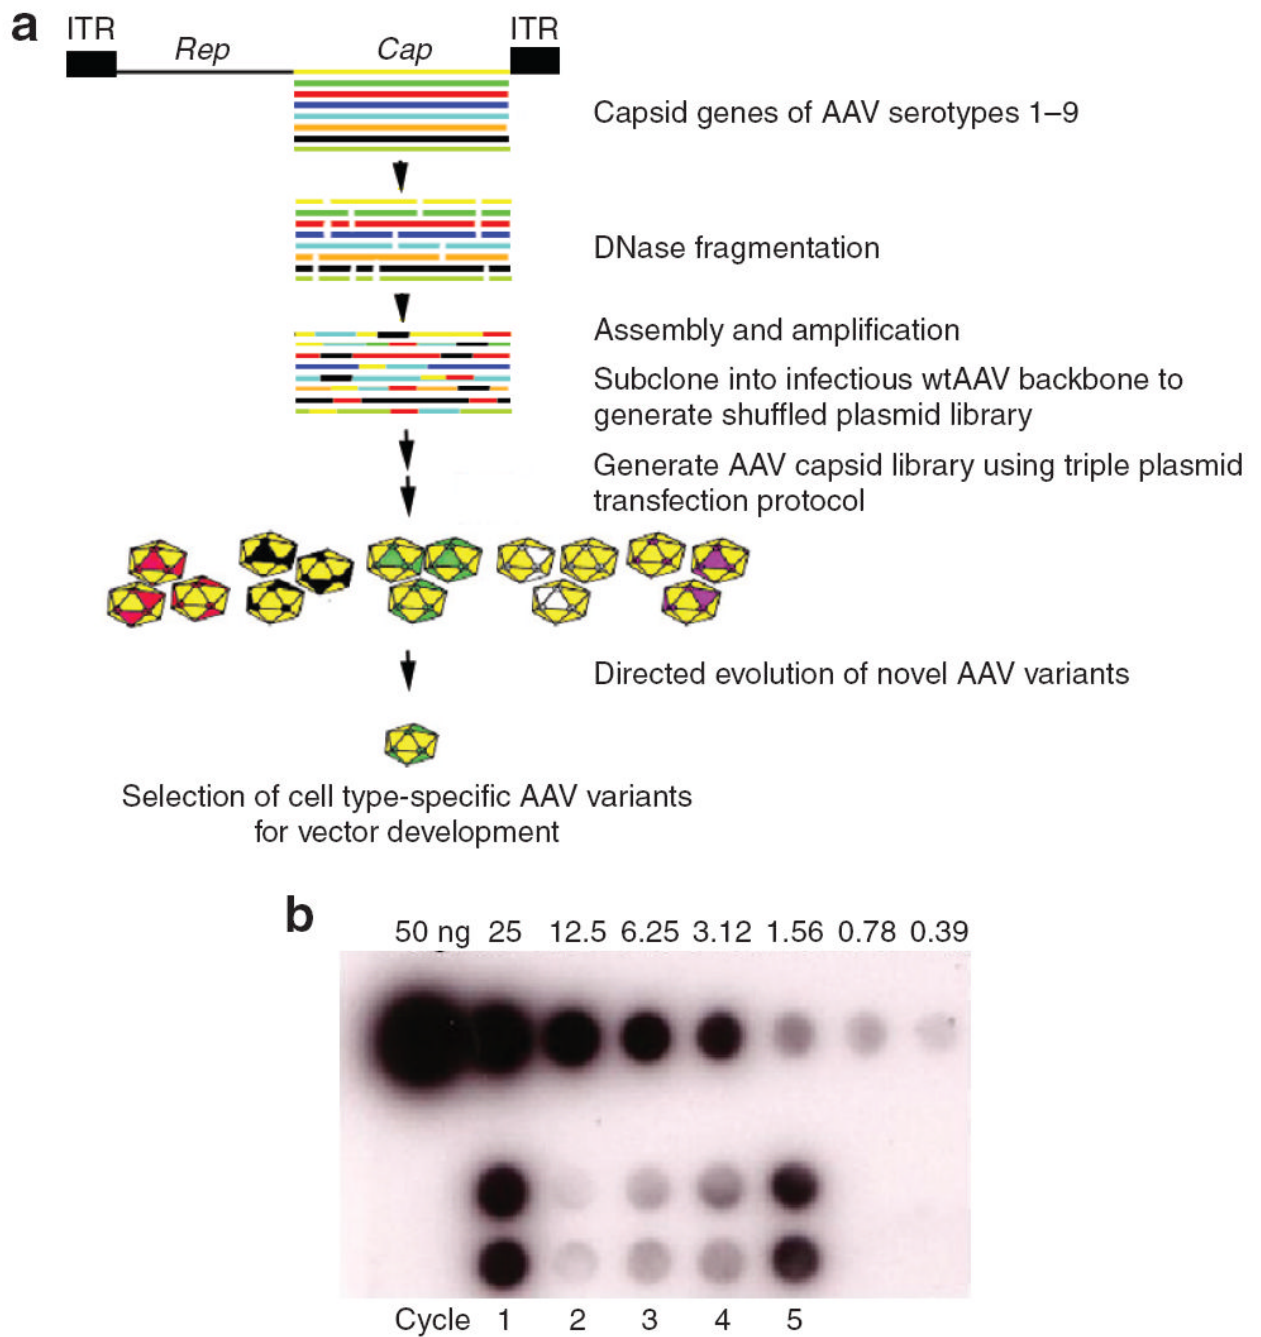 a
ITR Rep Cap ITR
Capsid genes of AAV serotypes 1–9
DNase fragmentation
Assembly and amplification
Subclone into infectious wtAAV backbone to
generate shuffled plasmid library
Generate AAV capsid library using triple plasmid
transfection protocol
Directed evolution of novel AAV variants
Selection of cell type-specific AAV variants
for vector development
b
50 ng 25 12.5 6.25 3.12 1.56 0.78 0.39
Cycle 1 2 3 4 5